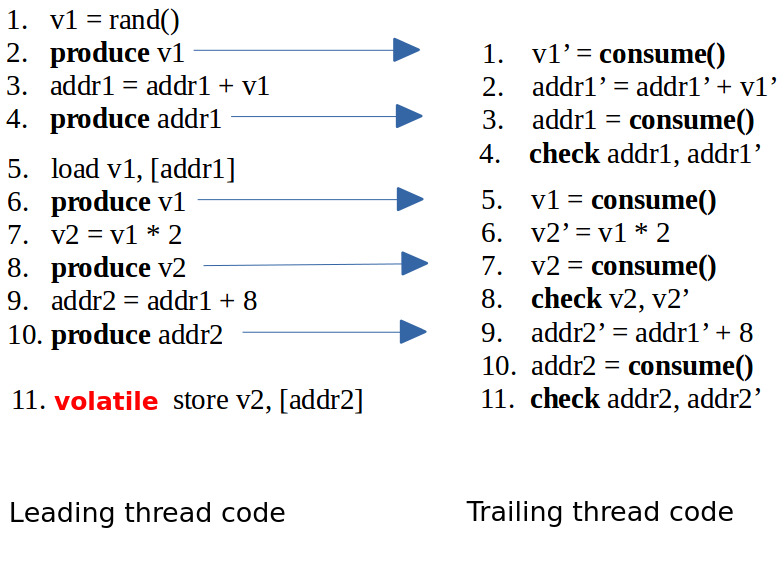 1. v1 = rand()
2. produce v1
3. addr1 = addr1 + v1
4. produce addr1
5. load v1, [addr1]
6. produce v1
7. v2 = v1 * 2
8. produce v2
9. addr2 = addr1 + 8
10. produce addr2
11. volatile store v2, [addr2]
Leading thread code
1. v1’ = consume()
2. addr1’ = addr1’ + v1’
3. addr1 = consume()
4. check addr1, addr1’
5. v1 = consume()
6. v2’ = v1 * 2
7. v2 = consume()
8. check v2, v2’
9. addr2’ = addr1’ + 8
10. addr2 = consume()
11. check addr2, addr2’
Trailing thread code